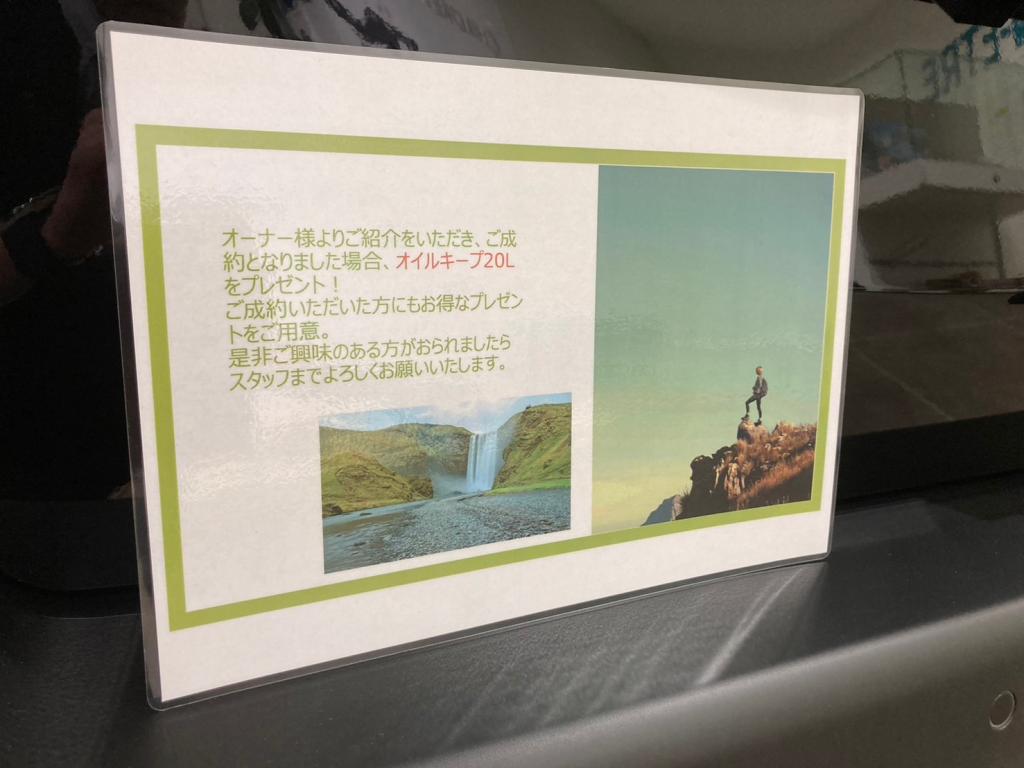 オーナー様よりご紹介をいただき、ご成
約となりました場合、オイルキープ20L
をプレゼント！
ご成約いただいた方にもお得なプレゼン
トをご用意。
是非ご興味のある方がおられましたら
スタッフまでよろしくお願いいたします。